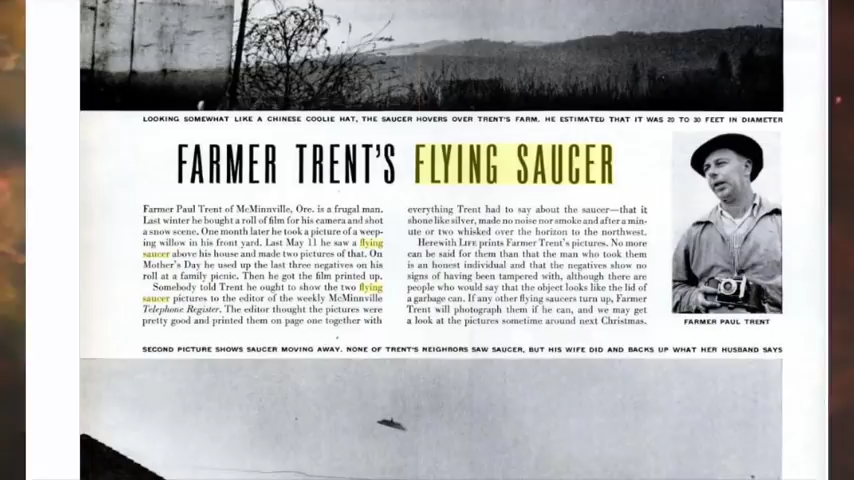 LOOKING SOMEWHAT LIKE A CHINESE COOLIE HAT, THE SAUCER HOVERS OVER TRENT'S FARM. HE ESTIMATED THAT IT WAS 20 TO 30 FEET IN DIAMETER
FARMER TRENT'S FLYING SAUCER
Farmer Paul Trent of McMinnville, Ore. is a frugal man.
Last winter he bought a roll of film for his camera and shot
a snow scene. One month later he took a picture of a weep-
ing willow in his front yard. Last May 11 he saw a flying
saucer above his house and made two pictures of that. On
Mother's Day he used up the last three negatives on his
roll at a family picnic. Then he got the film printed up.
Somebody told Trent he ought to show the two flying
saucer pictures to the editor of the weekly McMinnville
Telephone Register. The editor thought the pictures were
pretty good and printed them on page one together with
everything Trent had to say about the saucer—that it
shone like silver, made no noise nor smoke and after a min-
ute or two whisked over the horizon to the northwest.
Herewith LIFE prints Farmer Trent's pictures. No more
can be said for them than that the man who took them
is an honest individual and that the negatives show no
signs of having been tampered with, although there are
people who would say that the object looks like the lid of
a garbage can. If any other flying saucers turn up, Farmer
Trent will photograph them if he can, and we may get
a look at the pictures sometime around next Christmas.
FARMER PAUL TRENT
SECOND PICTURE SHOWS SAUCER MOVING AWAY. NONE OF TRENT'S NEIGHBORS SAW SAUCER, BUT HIS WIFE DID AND BACKS UP WHAT HER HUSBAND SAYS